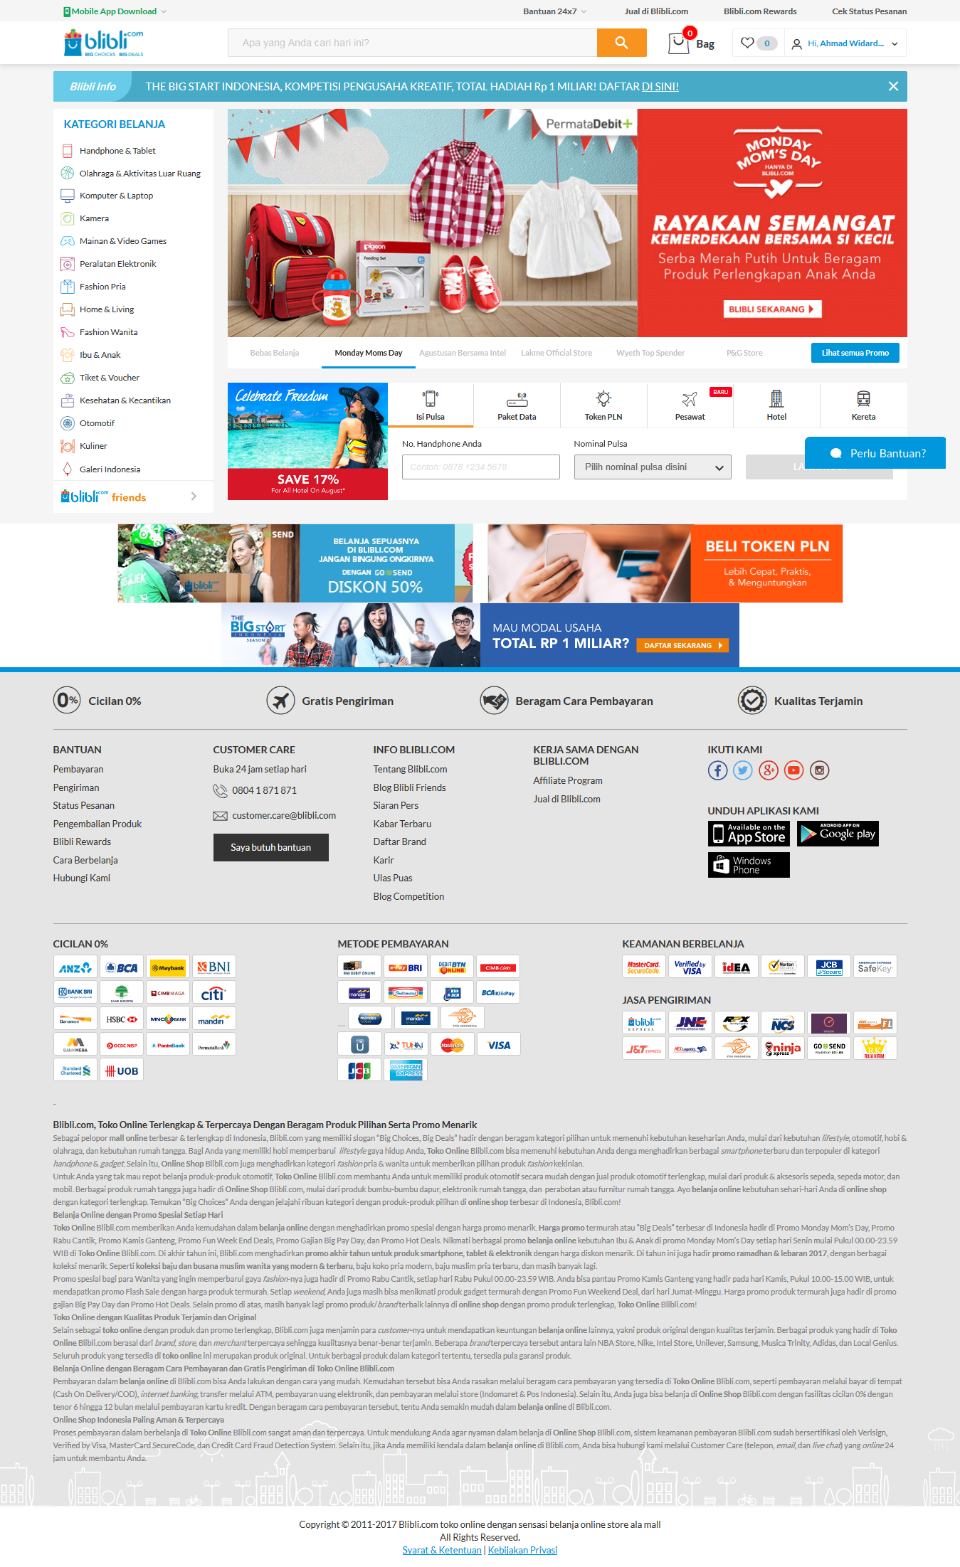 Mobile App Download
Bantuan 24x7
Jual di Blibli.com
Blibli.com Rewards
Cek Status Pesanan
blibli.com
BIG CHOICES, BIG DEALS
Apa yang Anda cari hari ini?
0
Bag
0
Hi, Ahmad Widard...
Blibli Info
THE BIG START INDONESIA, KOMPETISI PENGUSAHA KREATIF, TOTAL HADIAH Rp 1 MILIAR! DAFTAR DI SINI!
KATEGORI BELANJA
Handphone & Tablet
Olahraga & Aktivitas Luar Ruang
Komputer & Laptop
Kamera
Mainan & Video Games
Peralatan Elektronik
Fashion Pria
Home & Living
Fashion Wanita
Ibu & Anak
Tiket & Voucher
Kesehatan & Kecantikan
Otomotif
Kuliner
Galeri Indonesia
blibli.com friends
PermataDebit+
pigeon
Feeding Set
MONDAY
MOM'S DAY
HANYA DI
BLIBLI.COM
RAYAKAN SEMANGAT
KEMERDEKAAN BERSAMA SI KECIL
Serba Merah Putih Untuk Beragam
Produk Perlengkapan Anak Anda
BLIBLI SEKARANG
Bebas Belanja
Monday Moms Day
Agustusan Bersama Intel
Lakme Official Store
Wyeth Top Spender
P&G Store
Lihat semua Promo
Celebrate Freedom
SAVE 17%
For All Hotel On August*
Isi Pulsa
Paket Data
Token PLN
BARU
Pesawat
Hotel
Kereta
No. Handphone Anda
Contoh: 0878 1234 5678
Nominal Pulsa
Pilih nominal pulsa disini
Perlu Bantuan?
BELANJA SEPUASNYA
DI BLIBLI.COM
JANGAN BINGUNG ONGKIRNYA
DENGAN GO SEND
DISKON 50%
BELI TOKEN PLN
Lebih Cepat, Praktis,
& Menguntungkan
THE
BIG START
INDONESIA
SEASON
MAU MODAL USAHA
TOTAL RP 1 MILIAR?
DAFTAR SEKARANG
0% Cicilan 0%
Gratis Pengiriman
Beragam Cara Pembayaran
Kualitas Terjamin
BANTUAN
Pembayaran
Pengiriman
Status Pesanan
Pengembalian Produk
Blibli Rewards
Cara Berbelanja
Hubungi Kami
CUSTOMER CARE
Buka 24 jam setiap hari
0804 1 871 871
customer.care@blibli.com
Saya butuh bantuan
INFO BLIBLI.COM
Tentang Blibli.com
Blog Blibli Friends
Siaran Pers
Kabar Terbaru
Daftar Brand
Karir
Ulas Puas
Blog Competition
KERJA SAMA DENGAN
BLIBLI.COM
Affiliate Program
Jual di Blibli.com
IKUTI KAMI
UNDUH APLIKASI KAMI
Available on the
App Store
ANDROID APP ON
Google play
Windows
Phone
CICILAN 0%
ANZ
BCA
Maybank
BNI
BANK BRI
CIMB NIAGA
citi
Danamon
HSBC
MNC BANK
mandiri
BANK MEGA
OCBC NISP
PaninBank
PermataBank
Standard
Chartered
UOB
METODE PEMBAYARAN
BRI
DEBIT BTN
ONLINE
CIMB
mandiri
Indomaret
BCA
BCA KlikPay
mandiri
mandiri
TUNAI
MasterCard
VISA
JCB
AMERICAN
EXPRESS
KEAMANAN BERBELANJA
MasterCard.
SecureCode
Verified by
VISA
idEA
Norton
JCB
J/Secure
AMERICAN EXPRESS
SafeKey
JASA PENGIRIMAN
blibli
EXPRESS
JNE
RPX
NCS
FL
J&T EXPRESS
ninja
xpress
GO SEND
RAJA KIRIM
-
Blibli.com, Toko Online Terlengkap & Terpercaya Dengan Beragam Produk Pilihan Serta Promo Menarik
Sebagai pelopor mall online terbesar & terlengkap di Indonesia, Blibli.com yang memiliki slogan "Big Choices, Big Deals" hadir dengan beragam kategori pilihan untuk memenuhi kebutuhan keseharian Anda, mulai dari kebutuhan lifestyle, otomotif, hobi &
olahraga, dan kebutuhan rumah tangga. Bagi Anda yang memiliki hobi memperbarui lifestyle gaya hidup Anda, Toko Online Blibli.com bisa memenuhi kebutuhan Anda denga menghadirkan berbagai smartphone terbaru dan terpopuler di kategori
handphone & gadget. Selain itu, Online Shop Blibli.com juga menghadirkan kategori fashion pria & wanita untuk memberikan pilihan produk fashion kekinian.
Untuk Anda yang tak mau repot belanja produk-produk otomotif, Toko Online Blibli.com membantu Anda untuk memiliki produk otomotif secara mudah dengan jual produk otomotif terlengkap, mulai dari produk & aksesoris sepeda, sepeda motor, dan
mobil. Berbagai produk rumah tangga juga hadir di Online Shop Blibli.com, mulai dari produk bumbu-bumbu dapur, elektronik rumah tangga, dan perabotan atau furnitur rumah tangga. Ayo belanja online kebutuhan sehari-hari Anda di online shop
dengan kategori terlengkap. Temukan "Big Choices" Anda dengan jelajahi ribuan kategori dengan produk-produk pilihan di online shop terbesar di Indonesia, Blibli.com!
Belanja Online dengan Promo Spesial Setiap Hari
Toko Online Blibli.com memberikan Anda kemudahan dalam belanja online dengan menghadirkan promo spesial dengan harga promo menarik. Harga promo termurah atau "Big Deals" terbesar di Indonesia hadir di Promo Monday Mom's Day, Promo
Rabu Cantik, Promo Kamis Ganteng, Promo Fun Week End Deals, Promo Gajian Big Pay Day, dan Promo Hot Deals. Nikmati berbagai promo belanja online kebutuhan Ibu & Anak di promo Monday Mom's Day setiap hari Senin mulai Pukul 00.00-23.59
WIB di Toko Online Blibli.com. Di akhir tahun ini, Blibli.com menghadirkan promo akhir tahun untuk produk smartphone, tablet & elektronik dengan harga diskon menarik. Di tahun ini juga hadir promo ramadhan & lebaran 2017, dengan berbagai
koleksi menarik. Seperti koleksi baju dan busana muslim wanita yang modern & terbaru, baju koko pria modern, baju muslim pria terbaru, dan masih banyak lagi.
Promo spesial bagi para Wanita yang ingin memperbarui gaya fashion-nya juga hadir di Promo Rabu Cantik, setiap hari Rabu Pukul 00.00-23.59 WIB. Anda bisa pantau Promo Kamis Ganteng yang hadir pada hari Kamis, Pukul 10.00-15.00 WIB, untuk
mendapatkan promo Flash Sale dengan harga produk termurah. Setiap weekend, Anda juga masih bisa menikmati produk gadget termurah dengan Promo Fun Weekend Deal, dari hari Jumat-Minggu. Harga promo produk termurah juga hadir di promo
gajian Big Pay Day dan Promo Hot Deals. Selain promo di atas, masih banyak lagi promo produk/brand terbaik lainnya di online shop dengan promo produk terlengkap, Toko Online Blibli.com!
Toko Online dengan Kualitas Produk Terjamin dan Original
Selain sebagai toko online dengan produk dan promo terlengkap, Blibli.com juga menjamin para customer-nya untuk mendapatkan keuntungan belanja online lainnya, yakni produk original dengan kualitas terjamin. Berbagai produk yang hadir di Toko
Online Blibli.com berasal dari brand, store, dan merchant terpercaya sehingga kualitasnya benar-benar terjamin. Beberapa brand terpercaya tersebut antara lain NBA Store, Nike, Intel Store, Unilever, Samsung, Musica Trinity, Adidas, dan Local Genius.
Seluruh produk yang tersedia di toko online ini merupakan produk original. Untuk berbagai produk dalam kategori tertentu, tersedia pula garansi produk.
Belanja Online dengan Beragam Cara Pembayaran dan Gratis Pengiriman di Toko Online Blibli.com
Pembayaran dalam belanja online di Blibli.com bisa Anda lakukan dengan cara yang mudah. Kemudahan tersebut bisa Anda rasakan melalui beragam cara pembayaran yang tersedia di Toko Online Blibli.com, seperti pembayaran melalui bayar di tempat
(Cash On Delivery/COD), internet banking, transfer melalui ATM, pembayaran uang elektronik, dan pembayaran melalui store (Indomaret & Pos Indonesia). Selain itu, Anda juga bisa belanja di Online Shop Blibli.com dengan fasilitas cicilan 0% dengan
tenor 6 hingga 12 bulan melalui pembayaran kartu kredit. Dengan beragam cara pembayaran tersebut, tentu Anda semakin mudah dalam belanja online di Blibli.com.
Online Shop Indonesia Paling Aman & Terpercaya
Proses pembayaran dalam berbelanja di Toko Online Blibli.com sangat aman dan terpercaya. Untuk mendukung Anda agar nyaman dalam belanja di Online Shop Blibli.com, sistem keamanan pembayaran Blibli.com sudah bersertifikasi oleh Verisign,
Verified by Visa, MasterCard SecureCode, dan Credit Card Fraud Detection System. Selain itu, jika Anda memiliki kendala dalam belanja online di Blibli.com, Anda bisa hubungi kami melalui Customer Care (telepon, email, dan live chat) yang online 24
jam untuk membantu Anda.
Copyright © 2011-2017 Blibli.com toko online dengan sensasi belanja online store ala mall
All Rights Reserved.
Syarat & Ketentuan | Kebijakan Privasi